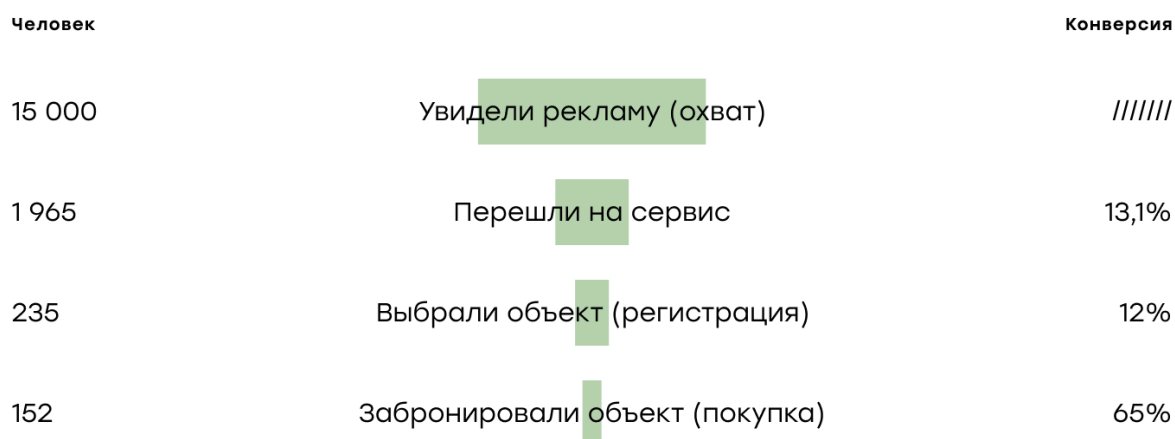 Человек Конверсия
15 000 Увидели рекламу (охват) ///////
1 965 Перешли на сервис 13,1%
235 Выбрали объект (регистрация) 12%
152 Забронировали объект (покупка) 65%